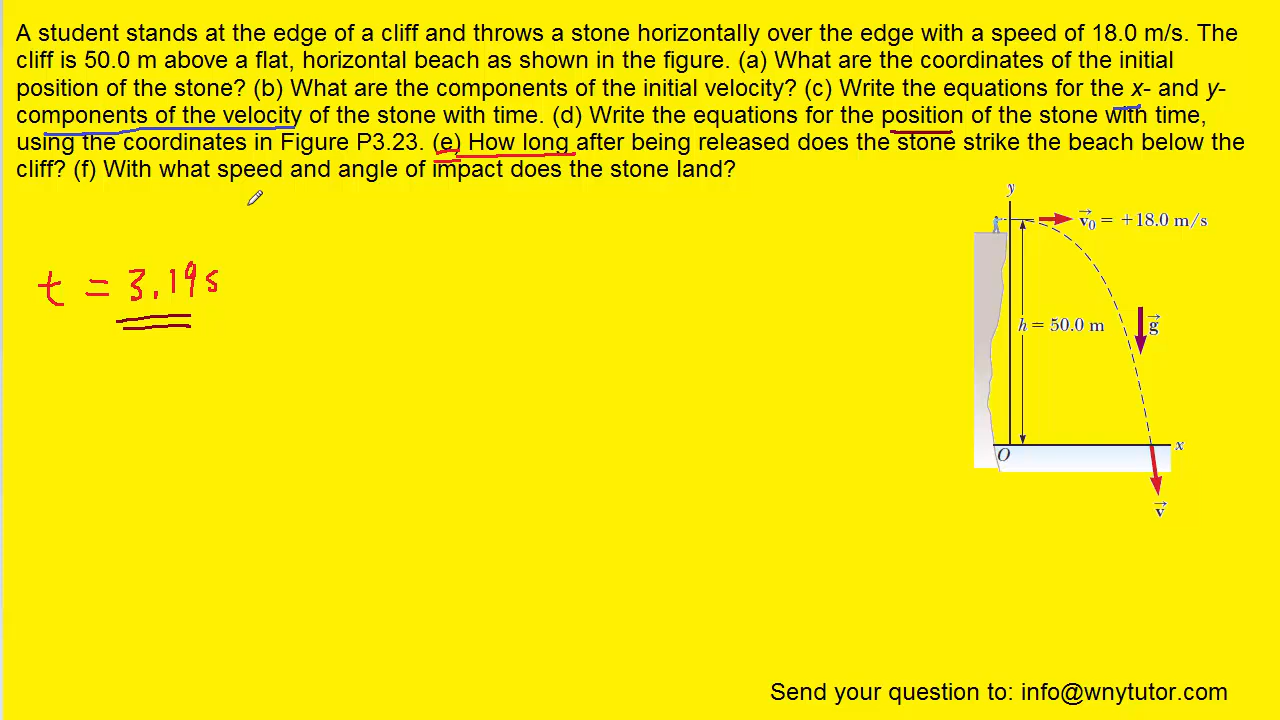 A student stands at the edge of a cliff and throws a stone horizontally over the edge with a speed of 18.0 m/s. The
cliff is 50.0 m above a flat, horizontal beach as shown in the figure. (a) What are the coordinates of the initial
position of the stone? (b) What are the components of the initial velocity? (c) Write the equations for the x- and y-
components of the velocity of the stone with time. (d) Write the equations for the position of the stone with time,
using the coordinates in Figure P3.23. (e) How long after being released does the stone strike the beach below the
cliff? (f) With what speed and angle of impact does the stone land?
y
v⃗₀ = +18.0 m/s
t = 3.19s
h = 50.0 m
g⃗
x
O
v⃗
Send your question to: info@wnytutor.com